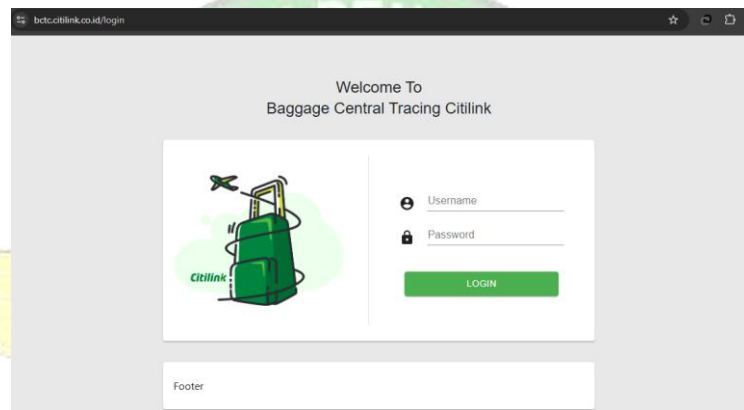 bctc.citilink.co.id/login
Welcome To
Baggage Central Tracing Citilink
Citilink
Username
Password
LOGIN
Footer